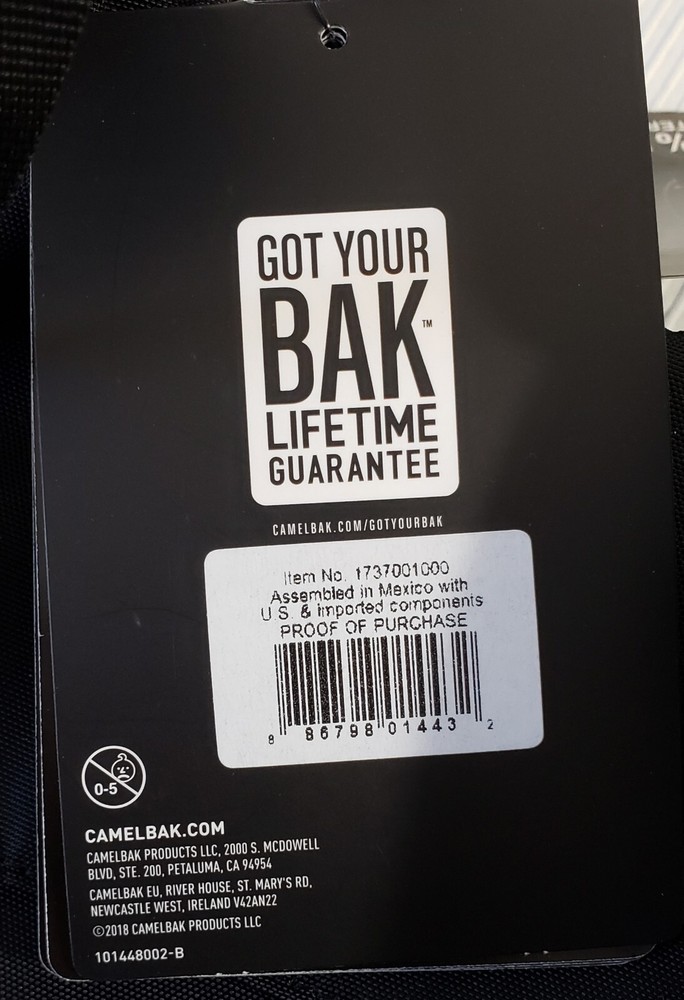 GOT YOUR
BAK™
LIFETIME
GUARANTEE
CAMELBAK.COM/GOTYOURBAK
Item No. 1737001000
Assembled in Mexico with
U.S. & imported components
PROOF OF PURCHASE
8 86798 01443 2
0-5
CAMELBAK.COM
CAMELBAK PRODUCTS LLC, 2000 S. MCDOWELL
BLVD, STE. 200, PETALUMA, CA 94954
CAMELBAK EU, RIVER HOUSE, ST. MARY'S RD,
NEWCASTLE WEST, IRELAND V42AN22
©2018 CAMELBAK PRODUCTS LLC
101448002-B